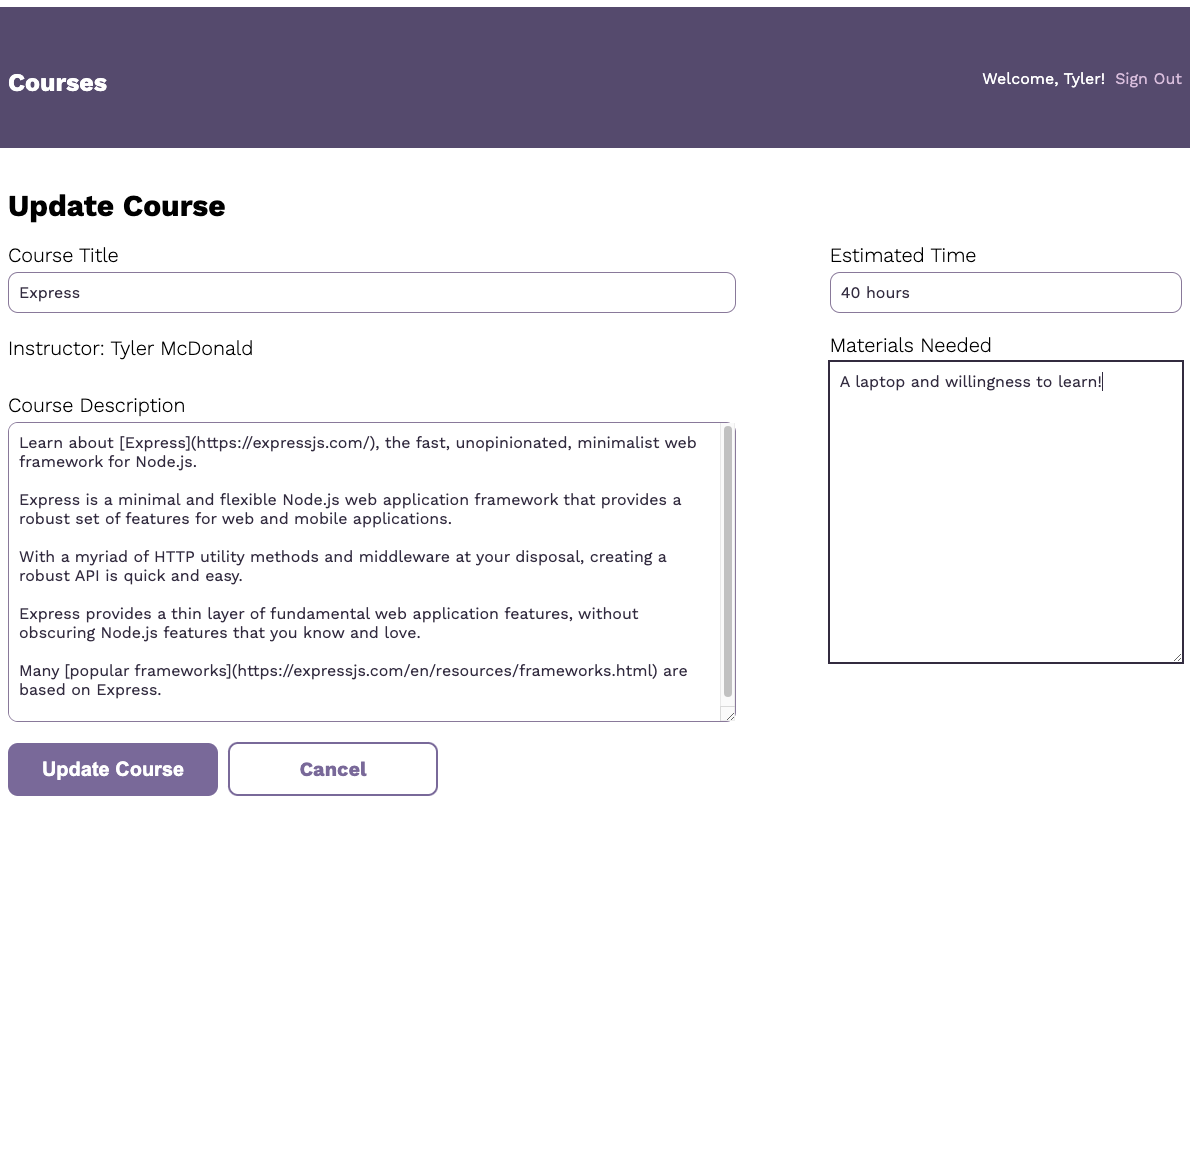 Courses
Welcome, Tyler! Sign Out
Update Course
Course Title
Express
Instructor: Tyler McDonald
Course Description
Learn about [Express](https://expressjs.com/), the fast, unopinionated, minimalist web
framework for Node.js.
Express is a minimal and flexible Node.js web application framework that provides a
robust set of features for web and mobile applications.
With a myriad of HTTP utility methods and middleware at your disposal, creating a
robust API is quick and easy.
Express provides a thin layer of fundamental web application features, without
obscuring Node.js features that you know and love.
Many [popular frameworks](https://expressjs.com/en/resources/frameworks.html) are
based on Express.
Estimated Time
40 hours
Materials Needed
A laptop and willingness to learn!
Update Course
Cancel